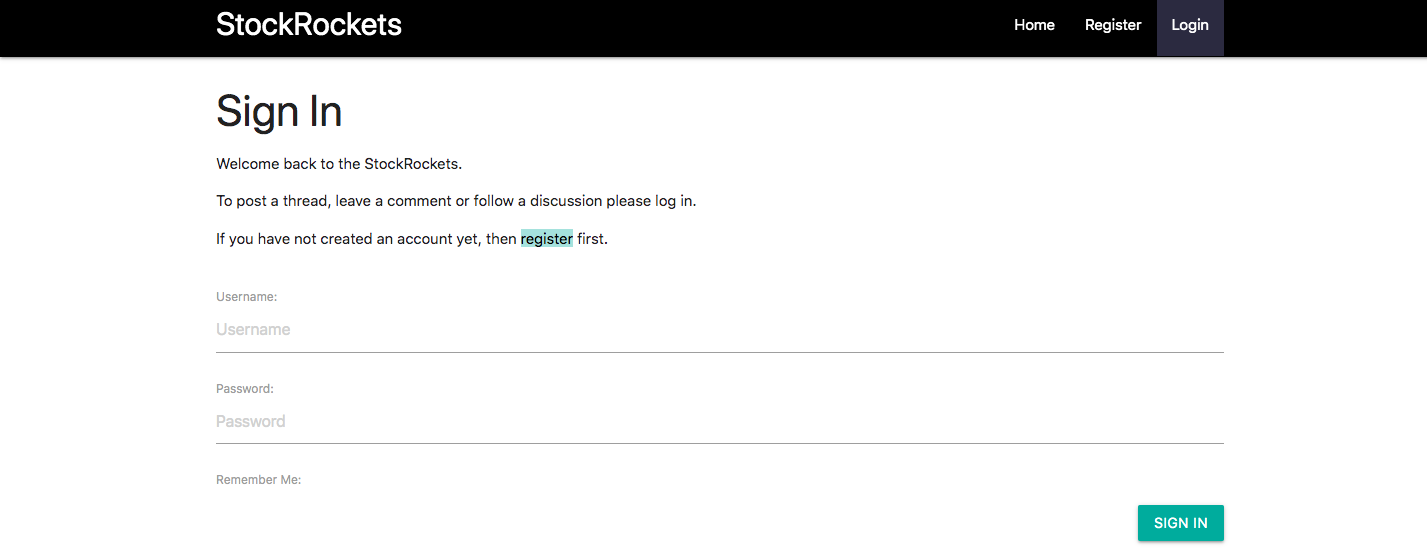 StockRockets
Home
Register
Login
Sign In
Welcome back to the StockRockets.
To post a thread, leave a comment or follow a discussion please log in.
If you have not created an account yet, then register first.
Username:
Username
Password:
Password
Remember Me:
SIGN IN